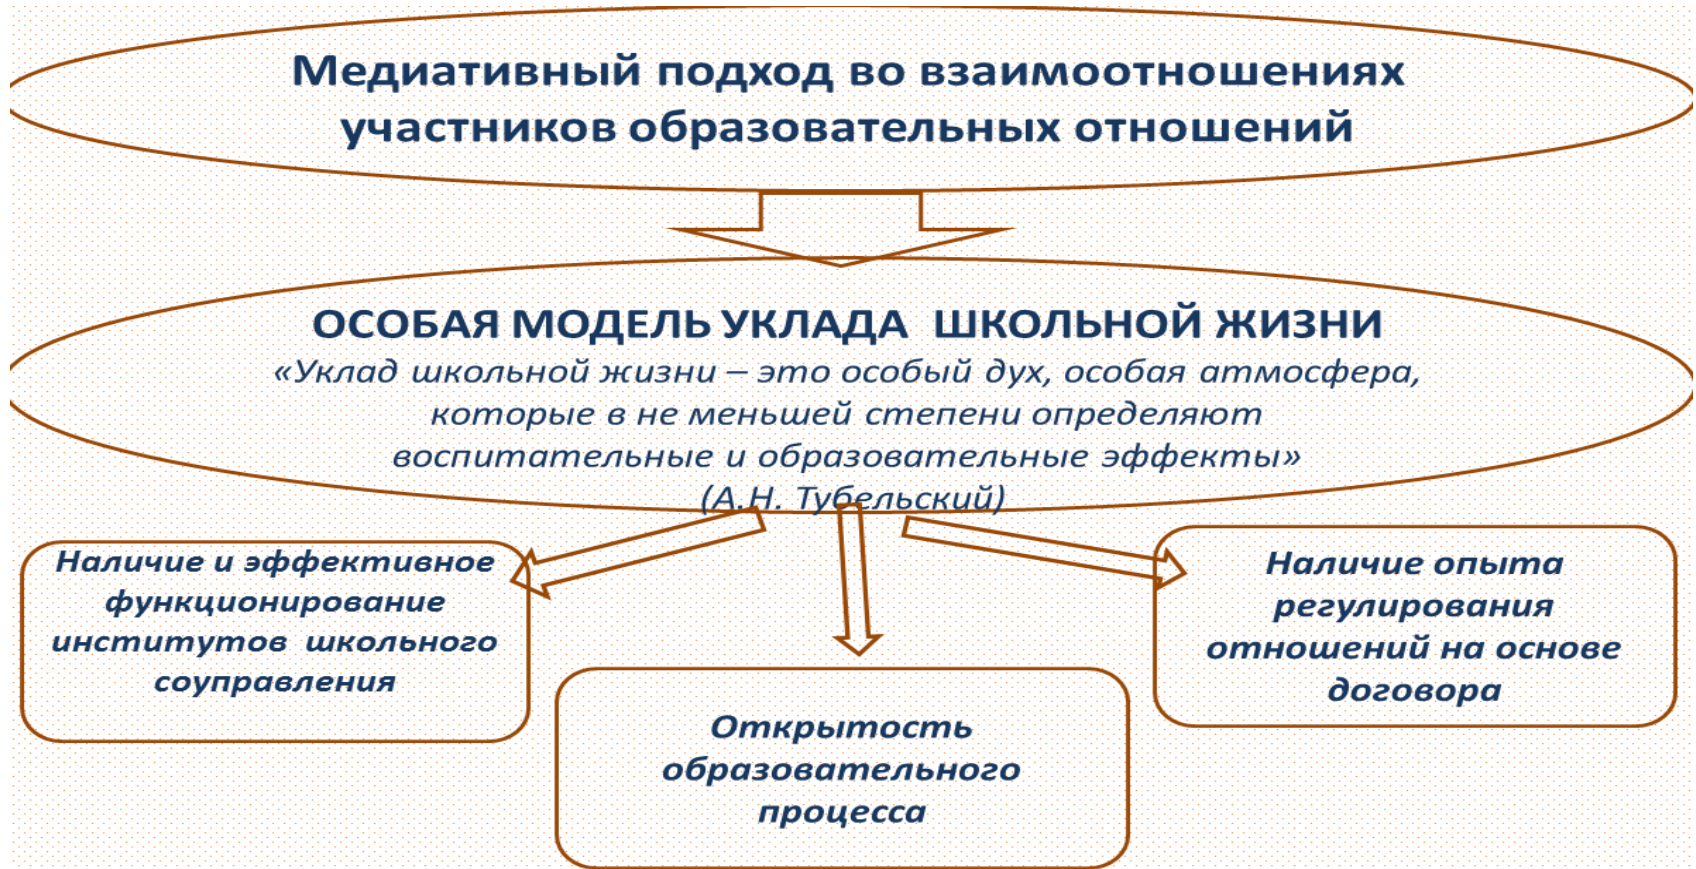 Медиативный подход во взаимоотношениях
участников образовательных отношений
ОСОБАЯ МОДЕЛЬ УКЛАДА ШКОЛЬНОЙ ЖИЗНИ
«Уклад школьной жизни – это особый дух, особая атмосфера,
которые в не меньшей степени определяют
воспитательные и образовательные эффекты»
(А.Н. Тубельский)
Наличие и эффективное
функционирование
институтов школьного
соуправления
Открытость
образовательного
процесса
Наличие опыта
регулирования
отношений на основе
договора